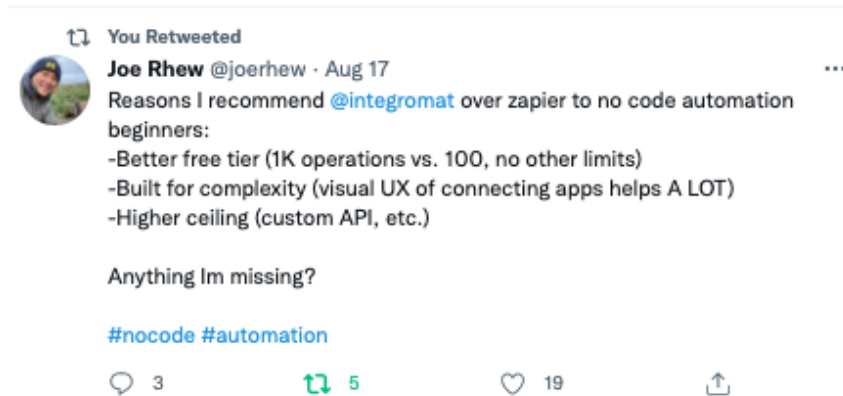 You Retweeted
Joe Rhew @joerhew · Aug 17
Reasons I recommend @integromat over zapier to no code automation
beginners:
-Better free tier (1K operations vs. 100, no other limits)
-Built for complexity (visual UX of connecting apps helps A LOT)
-Higher ceiling (custom API, etc.)
Anything Im missing?
#nocode #automation
3 5 19